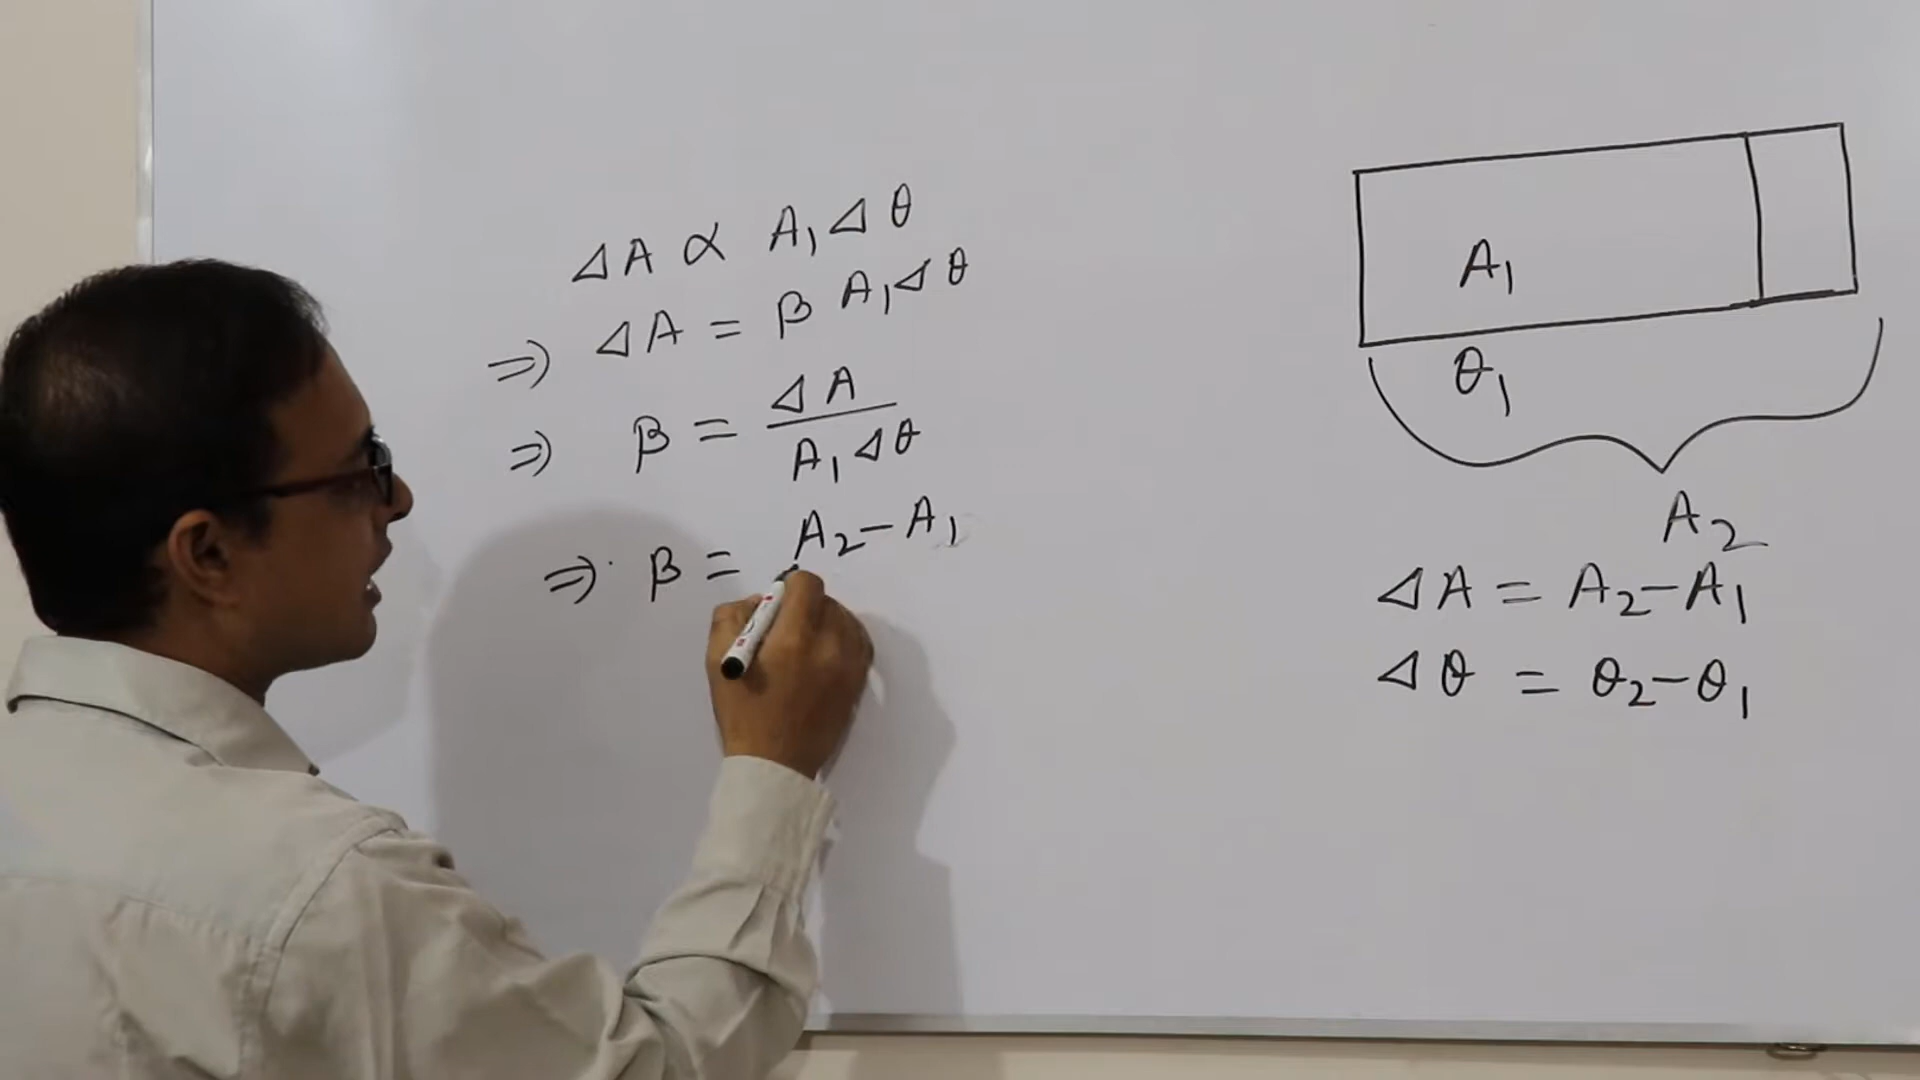 ΔA ∝ A₁Δθ
⇒ ΔA = β A₁Δθ
⇒ β = ΔA / A₁Δθ
⇒ β = A₂–A₁
A₁
θ₁
A₂
ΔA = A₂–A₁
Δθ = θ₂–θ₁